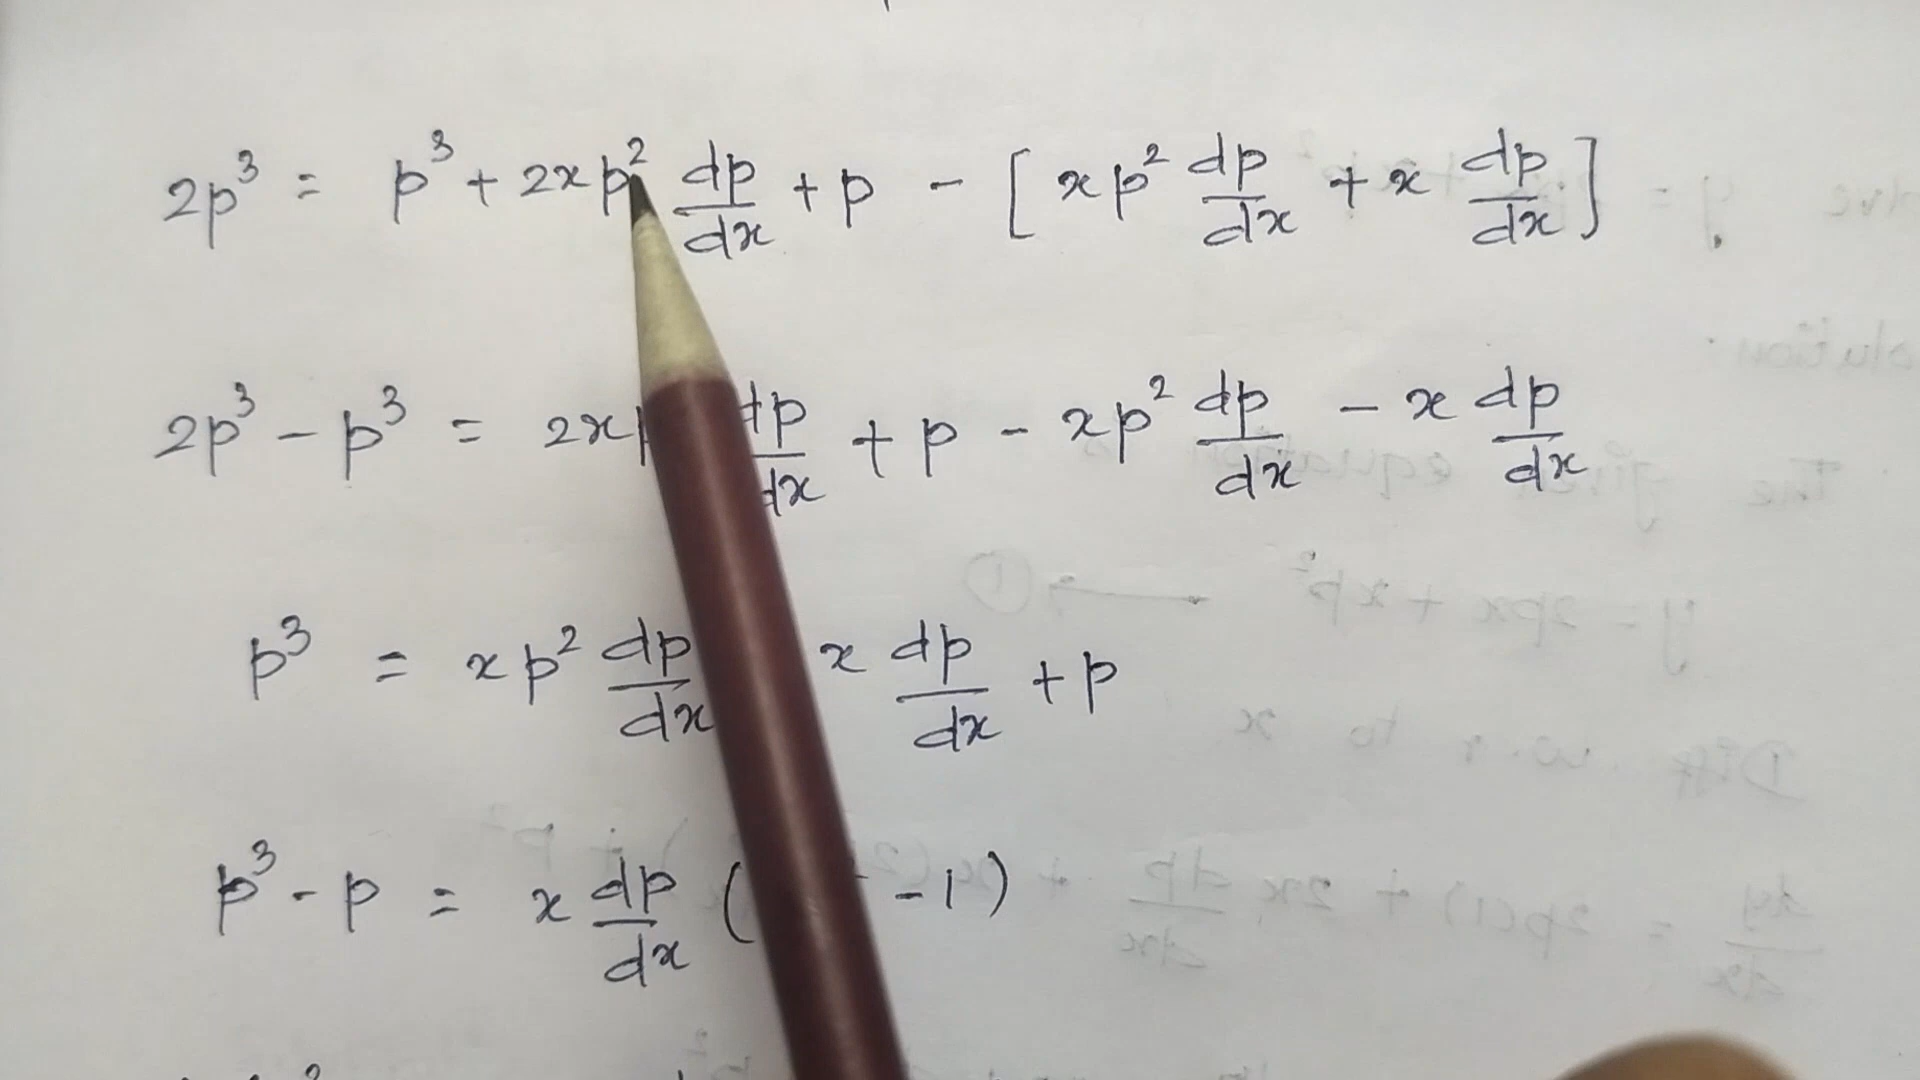 2p³ = p³ + 2xp² dp/dx + p - [ xp² dp/dx + x dp/dx ]
2p³ - p³ = 2xp dp/dx + p - xp² dp/dx - x dp/dx
p³ = xp² dp/dx x dp/dx + p
p³ - p = x dp/dx ( - 1)